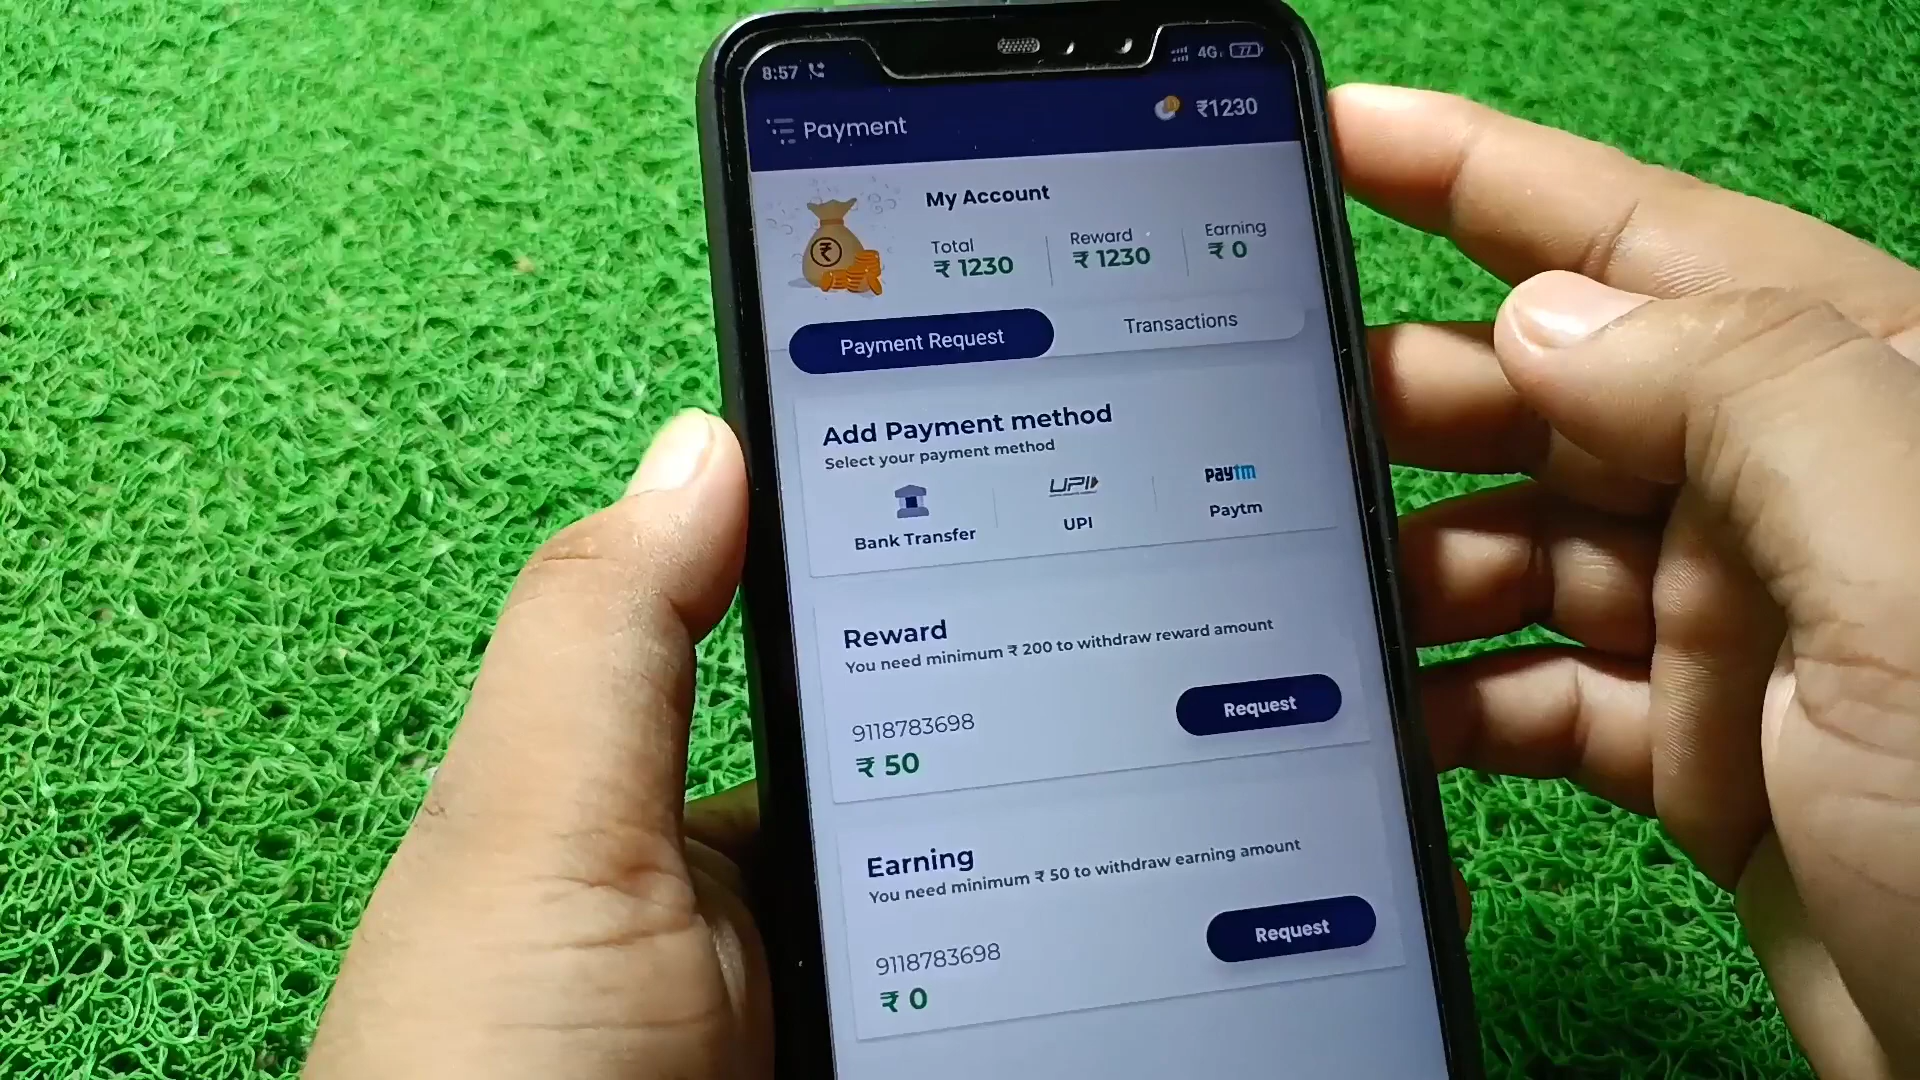 8:57 4G 77
Payment ₹1230
My Account
Total Reward Earning
₹ 1230 ₹ 1230 ₹ 0
₹
Payment Request Transactions
Add Payment method
Select your payment method
UPI paytm
Bank Transfer UPI Paytm
Reward
You need minimum ₹ 200 to withdraw reward amount
9118783698 Request
₹ 50
Earning
You need minimum ₹ 50 to withdraw earning amount
9118783698 Request
₹ 0